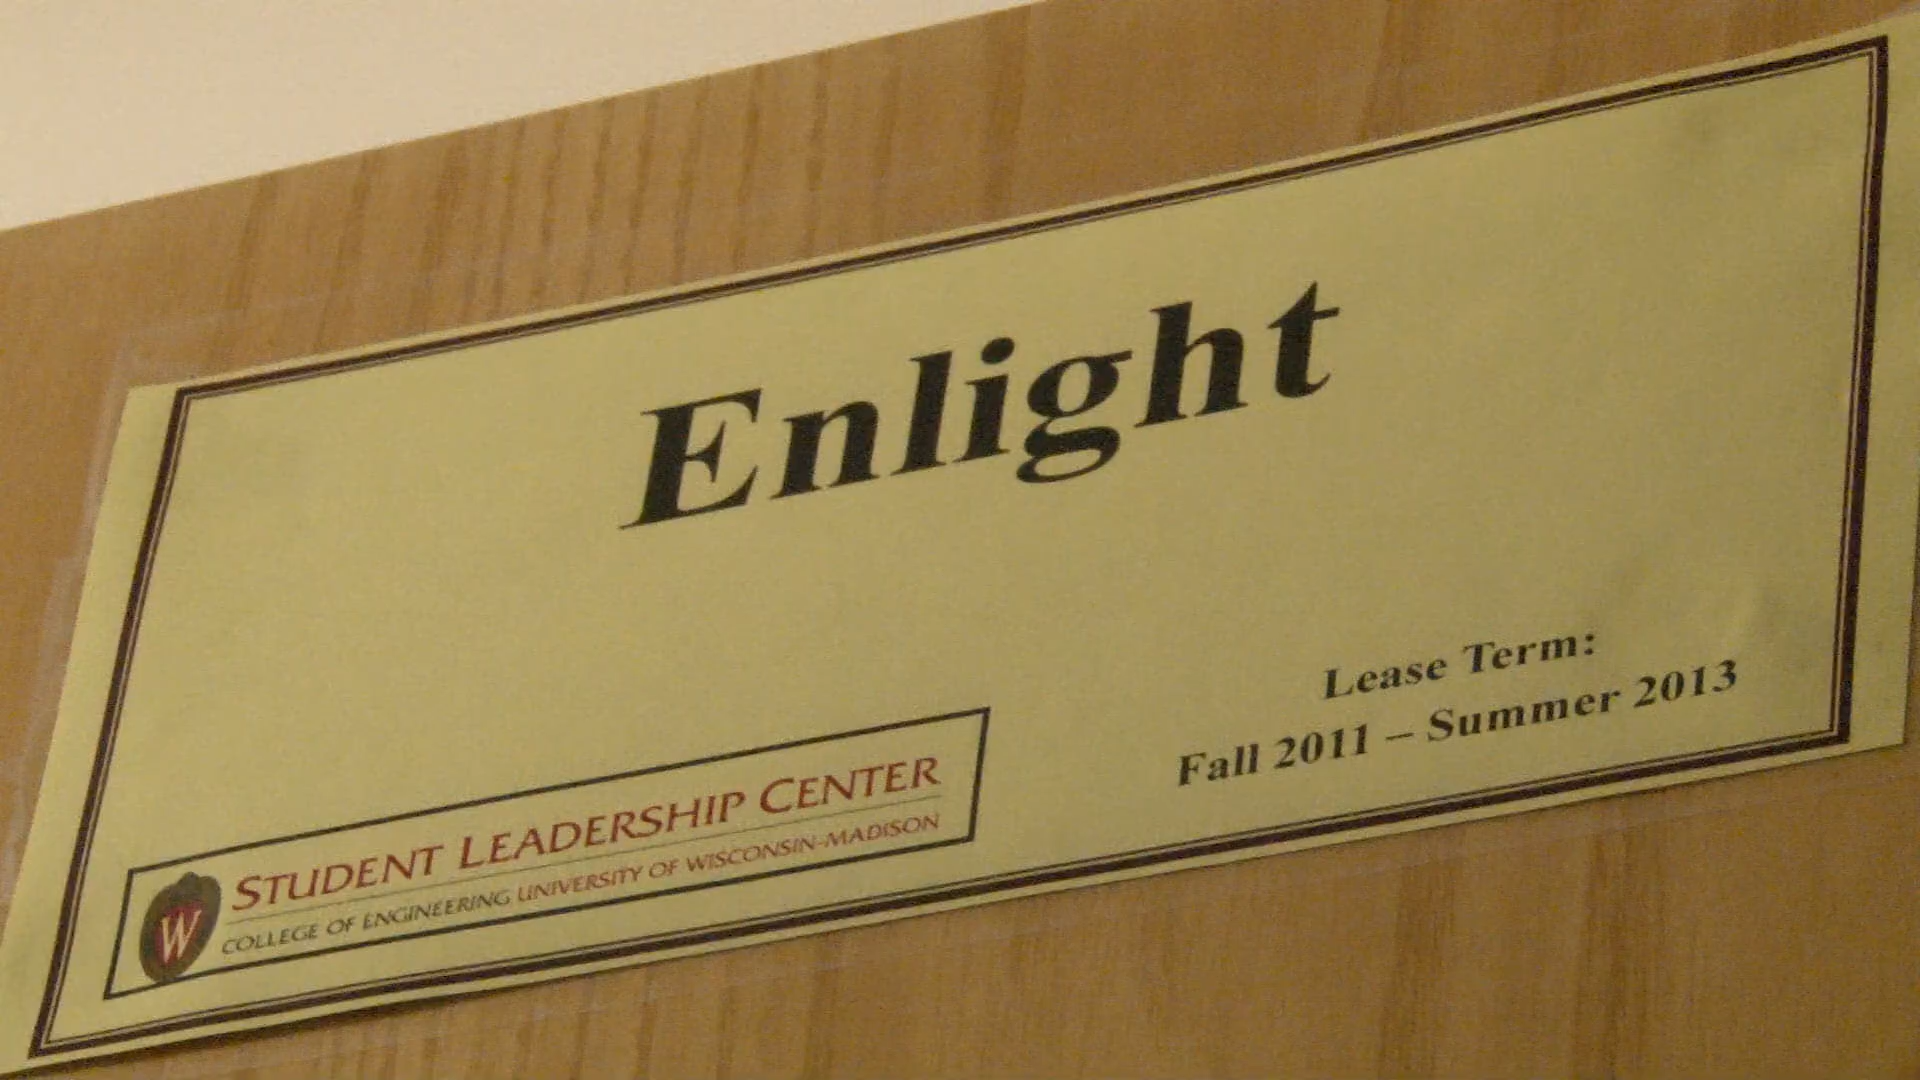 Enlight
Lease Term:
Fall 2011 – Summer 2013
W
STUDENT LEADERSHIP CENTER
COLLEGE OF ENGINEERING UNIVERSITY OF WISCONSIN-MADISON